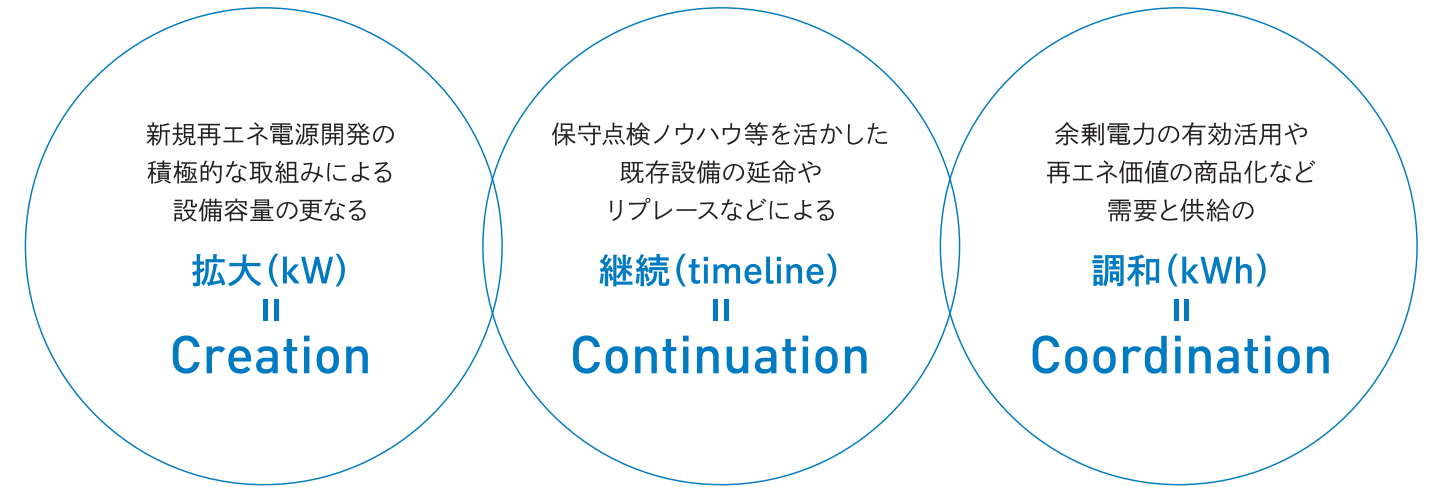 新規再エネ電源開発の
積極的な取組みによる
設備容量の更なる
拡大(kW)
=
Creation
保守点検ノウハウ等を活かした
既存設備の延命や
リプレースなどによる
継続(timeline)
=
Continuation
余剰電力の有効活用や
再エネ価値の商品化など
需要と供給の
調和(kWh)
=
Coordination